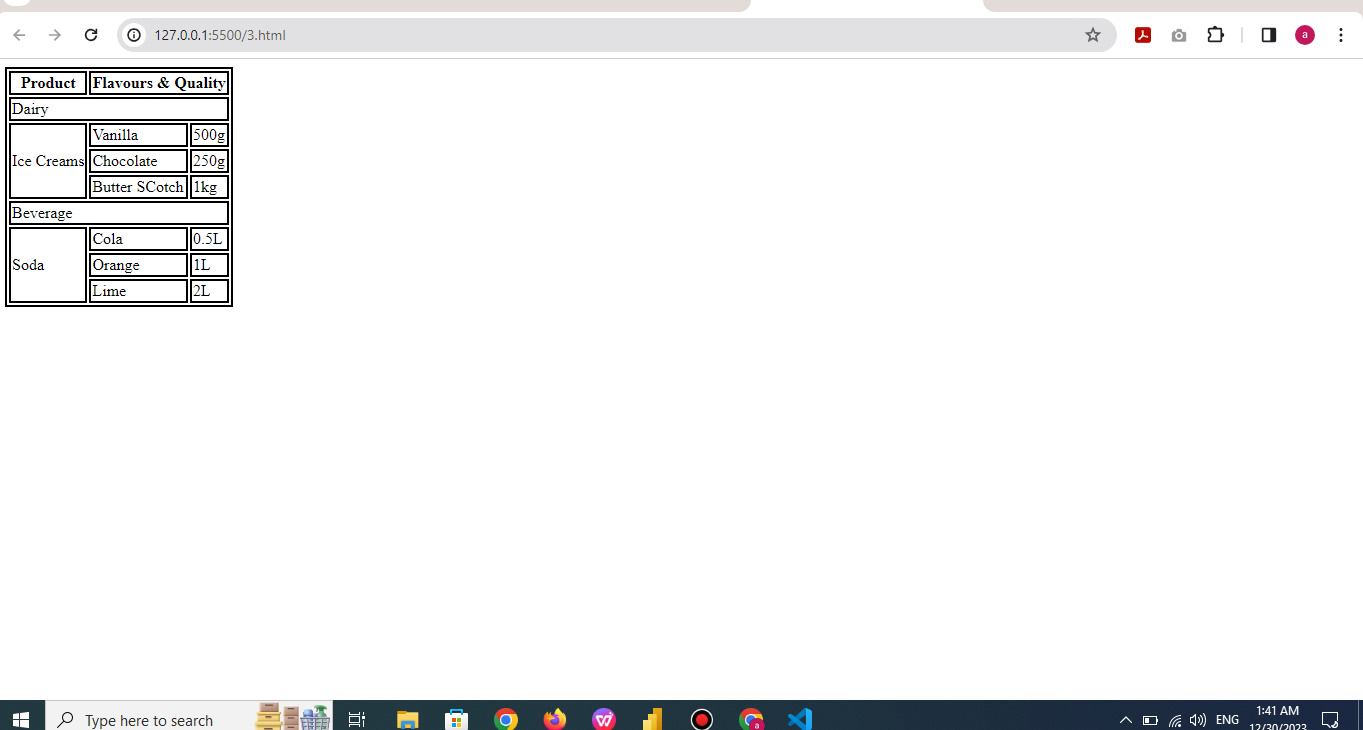 127.0.0.1:5500/3.html
a
Product Flavours & Quality
Dairy
Ice Creams Vanilla 500g
Chocolate 250g
Butter SCotch 1kg
Beverage
Soda Cola 0.5L
Orange 1L
Lime 2L
Type here to search
a
ENG
1:41 AM
12/30/2023